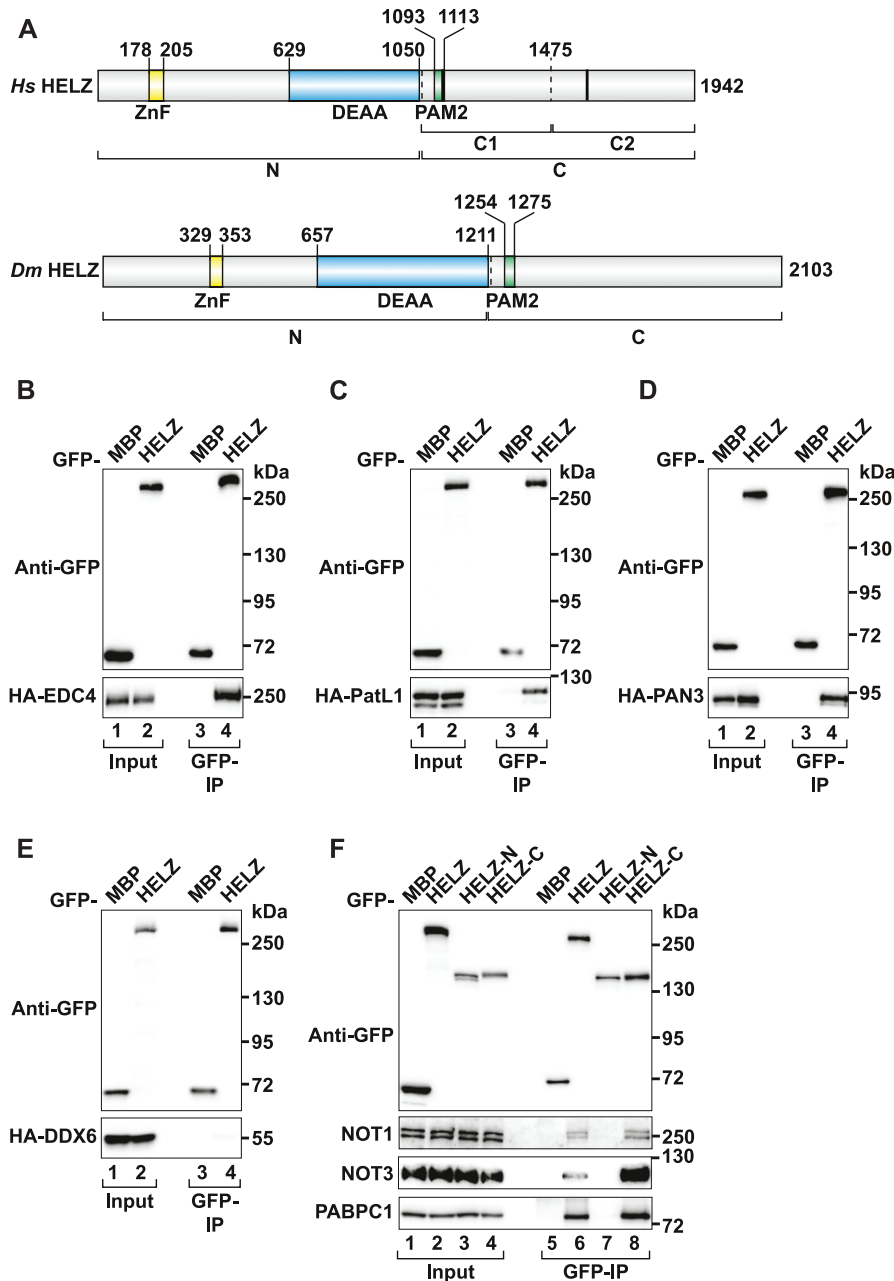 A
1093 1113
178 205 629 1050 1475
Hs HELZ 1942
ZnF DEAA PAM2
C1 C2
N C
1254 1275
329 353 657 1211
Dm HELZ 2103
ZnF DEAA PAM2
N C
B
GFP- MBP HELZ MBP HELZ
kDa
250
130
Anti-GFP
95
72
HA-EDC4 250
1 2 3 4
Input GFP-IP
C
GFP- MBP HELZ MBP HELZ
kDa
250
130
Anti-GFP
95
72
130
HA-PatL1
1 2 3 4
Input GFP-IP
D
GFP- MBP HELZ MBP HELZ
kDa
250
130
Anti-GFP
95
72
HA-PAN3 95
1 2 3 4
Input GFP-IP
E
GFP- MBP HELZ MBP HELZ
kDa
250
130
Anti-GFP
95
72
HA-DDX6 55
1 2 3 4
Input GFP-IP
F
GFP- MBP HELZ HELZ-N HELZ-C MBP HELZ HELZ-N HELZ-C
kDa
250
130
Anti-GFP
95
72
NOT1 250
130
NOT3
PABPC1 72
1 2 3 4 5 6 7 8
Input GFP-IP